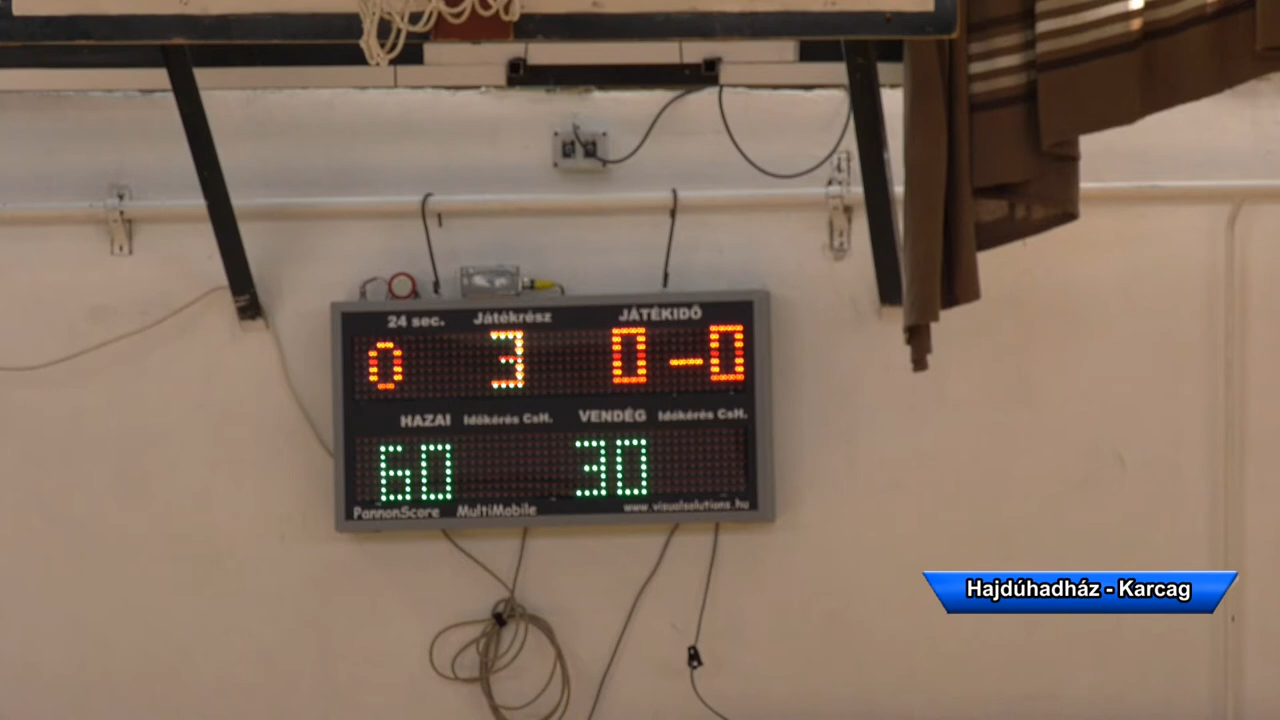 24 sec. Játékrész JÁTÉKIDŐ
0 3 0-0
HAZAI Időkérés CsH. VENDÉG Időkérés CsH.
60 30
PannonScore MultiMobile www.visualsolutions.hu
Hajdúhadház - Karcag